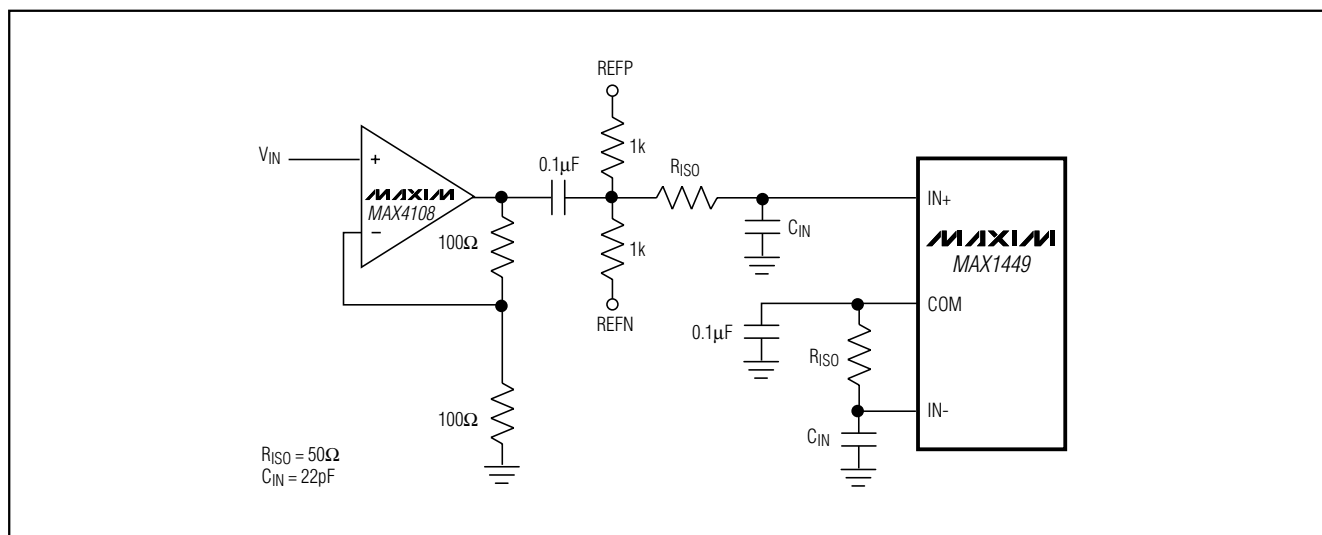 REFP
1k
V_IN
+
MAXIM
MAX4108
−
0.1µF
R_ISO
C_IN
100Ω
1k
REFN
100Ω
R_ISO = 50Ω
C_IN = 22pF
IN+
MAXIM
MAX1449
COM
0.1µF
R_ISO
IN-
C_IN